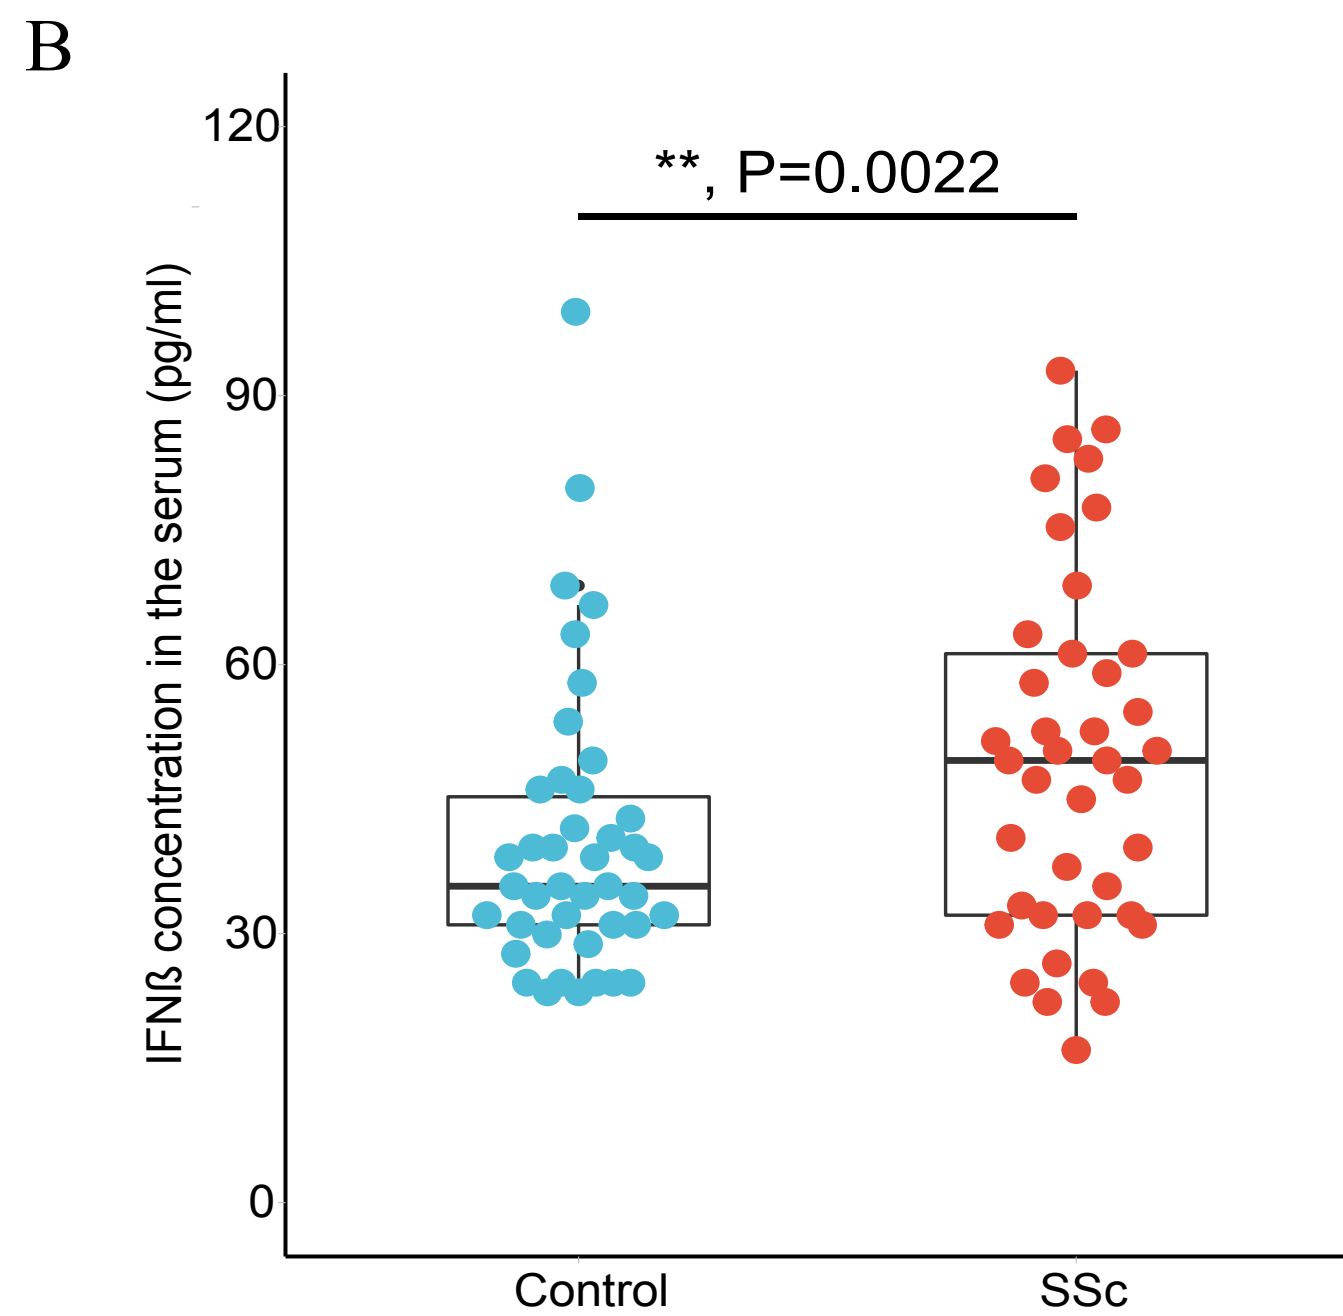 B
120
**, P=0.0022
90
60
30
0
IFNß concentration in the serum (pg/ml)
Control SSc